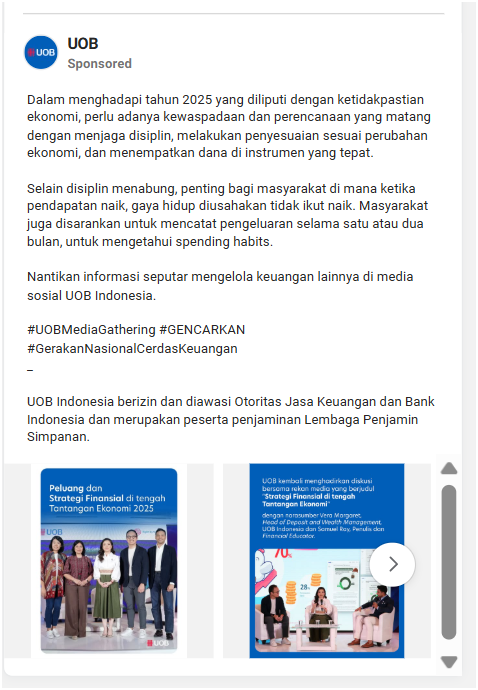 UOB
UOB
Sponsored
Dalam menghadapi tahun 2025 yang diliputi dengan ketidakpastian
ekonomi, perlu adanya kewaspadaan dan perencanaan yang matang
dengan menjaga disiplin, melakukan penyesuaian sesuai perubahan
ekonomi, dan menempatkan dana di instrumen yang tepat.
Selain disiplin menabung, penting bagi masyarakat di mana ketika
pendapatan naik, gaya hidup diusahakan tidak ikut naik. Masyarakat
juga disarankan untuk mencatat pengeluaran selama satu atau dua
bulan, untuk mengetahui spending habits.
Nantikan informasi seputar mengelola keuangan lainnya di media
sosial UOB Indonesia.
#UOBMediaGathering #GENCARKAN
#GerakanNasionalCerdasKeuangan
_
UOB Indonesia berizin dan diawasi Otoritas Jasa Keuangan dan Bank
Indonesia dan merupakan peserta penjaminan Lembaga Penjamin
Simpanan.
Peluang dan
Strategi Finansial di tengah
Tantangan Ekonomi 2025
UOB
UOB
UOB kembali menghadirkan diskusi
bersama rekan media yang berjudul
"Strategi Finansial di tengah
Tantangan Ekonomi"
dengan narasumber Vera Margaret,
Head of Deposit and Wealth Management,
UOB Indonesia dan Samuel Ray, Penulis dan
Financial Educator.
70%
28